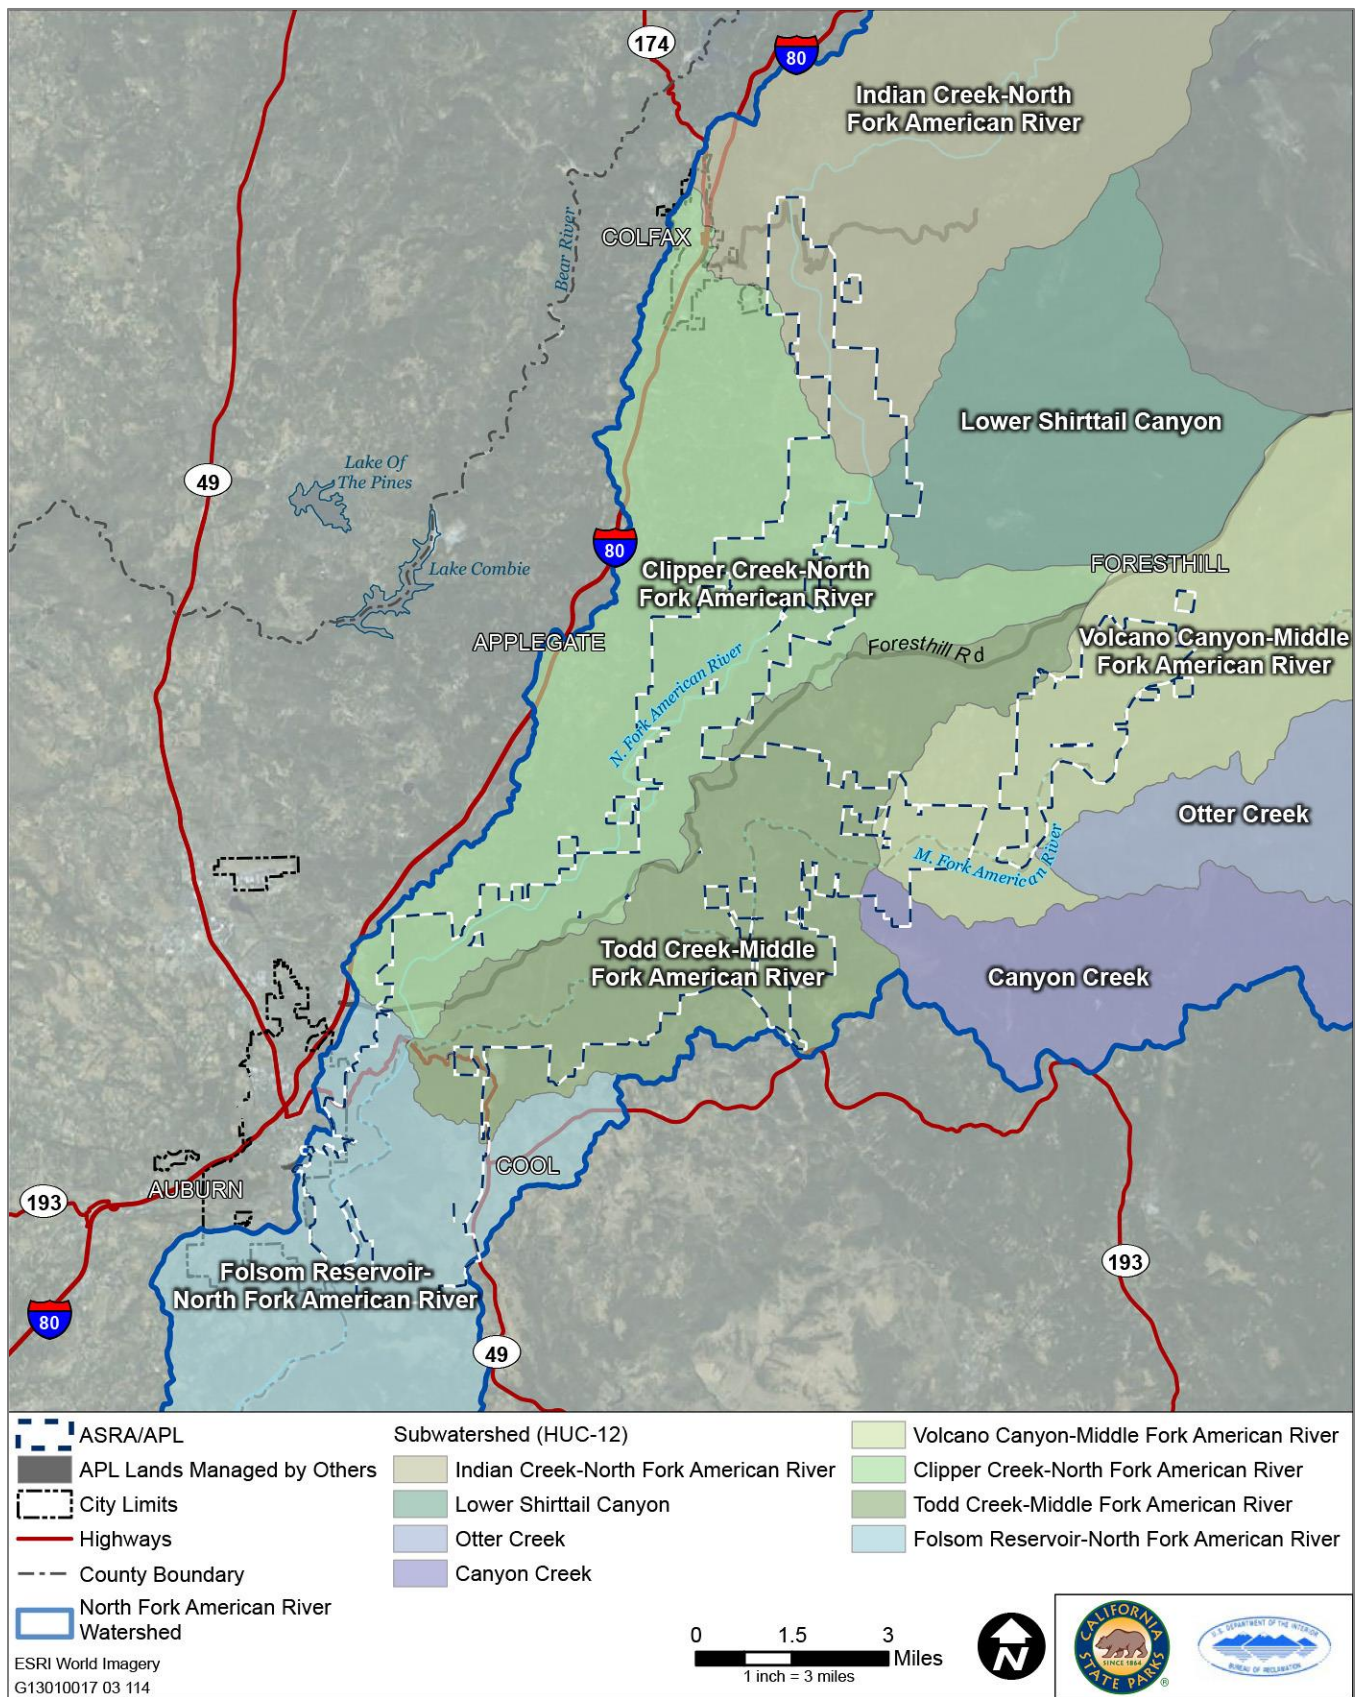 174
80
Indian Creek-North
Fork American River
COLFAX
Bear River
Lower Shirttail Canyon
49
Lake Of
The Pines
80
Lake Combie
Clipper Creek-North
Fork American River
FORESTHILL
APPLEGATE
Foresthill Rd
Volcano Canyon-Middle
Fork American River
N. Fork American River
Otter Creek
M. Fork American River
Todd Creek-Middle
Fork American River
Canyon Creek
COOL
AUBURN
193
193
Folsom Reservoir-
North Fork American River
80
49
ASRA/APL
APL Lands Managed by Others
City Limits
Highways
County Boundary
North Fork American River
Watershed
ESRI World Imagery
G13010017 03 114
Subwatershed (HUC-12)
Indian Creek-North Fork American River
Lower Shirttail Canyon
Otter Creek
Canyon Creek
Volcano Canyon-Middle Fork American River
Clipper Creek-North Fork American River
Todd Creek-Middle Fork American River
Folsom Reservoir-North Fork American River
0 1.5 3
Miles
1 inch = 3 miles
N
CALIFORNIA
SINCE 1864
STATE PARKS
®
U.S. DEPARTMENT OF THE INTERIOR
BUREAU OF RECLAMATION